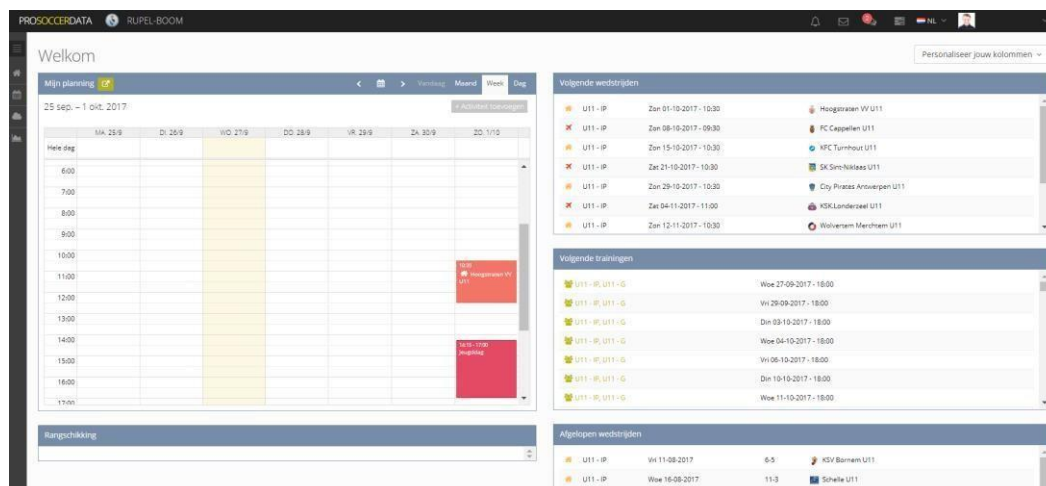 PROSOCCERDATA RUPEL-BOOM 2 NL
Welkom
Personaliseer jouw kolommen
Mijn planning Vandaag Maand Week Dag
25 sep. – 1 okt. 2017 + Activiteit toevoegen
MA. 25/9 DI. 26/9 WO. 27/9 DO. 28/9 VR. 29/9 ZA. 30/9 ZO. 1/10
Hele dag
6:00
7:00
8:00
9:00
10:00
10:30
Hoogstraten VV
11:00
U11
12:00
13:00
14:00
14:15 - 17:00
Jeugddag
15:00
16:00
17:00
Rangschikking
Volgende wedstrijden
U11 - IP Zon 01-10-2017 - 10:30 Hoogstraten VV U11
U11 - IP Zon 08-10-2017 - 09:30 FC Cappellen U11
U11 - IP Zon 15-10-2017 - 10:30 KFC Turnhout U11
U11 - IP Zat 21-10-2017 - 10:30 SK Sint-Niklaas U11
U11 - IP Zon 29-10-2017 - 10:30 City Pirates Antwerpen U11
U11 - IP Zat 04-11-2017 - 11:00 KSK.Londerzeel U11
U11 - IP Zon 12-11-2017 - 10:30 Wolvertem Merchtem U11
Volgende trainingen
U11 - IP, U11 - G Woe 27-09-2017 - 18:00
U11 - IP, U11 - G Vri 29-09-2017 - 18:00
U11 - IP, U11 - G Din 03-10-2017 - 18:00
U11 - IP, U11 - G Woe 04-10-2017 - 18:00
U11 - IP, U11 - G Vri 06-10-2017 - 18:00
U11 - IP, U11 - G Din 10-10-2017 - 18:00
U11 - IP, U11 - G Woe 11-10-2017 - 18:00
Afgelopen wedstrijden
U11 - IP Vri 11-08-2017 6-5 KSV Bornem U11
U11 - IP Woe 16-08-2017 11-3 Schelle U11